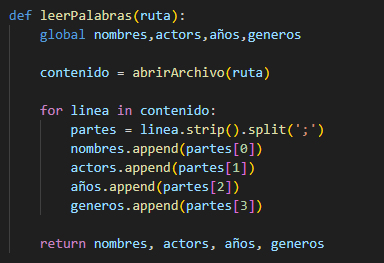 def leerPalabras(ruta):
global nombres,actors,años,generos
contenido = abrirArchivo(ruta)
for linea in contenido:
partes = linea.strip().split(';')
nombres.append(partes[0])
actors.append(partes[1])
años.append(partes[2])
generos.append(partes[3])
return nombres, actors, años, generos